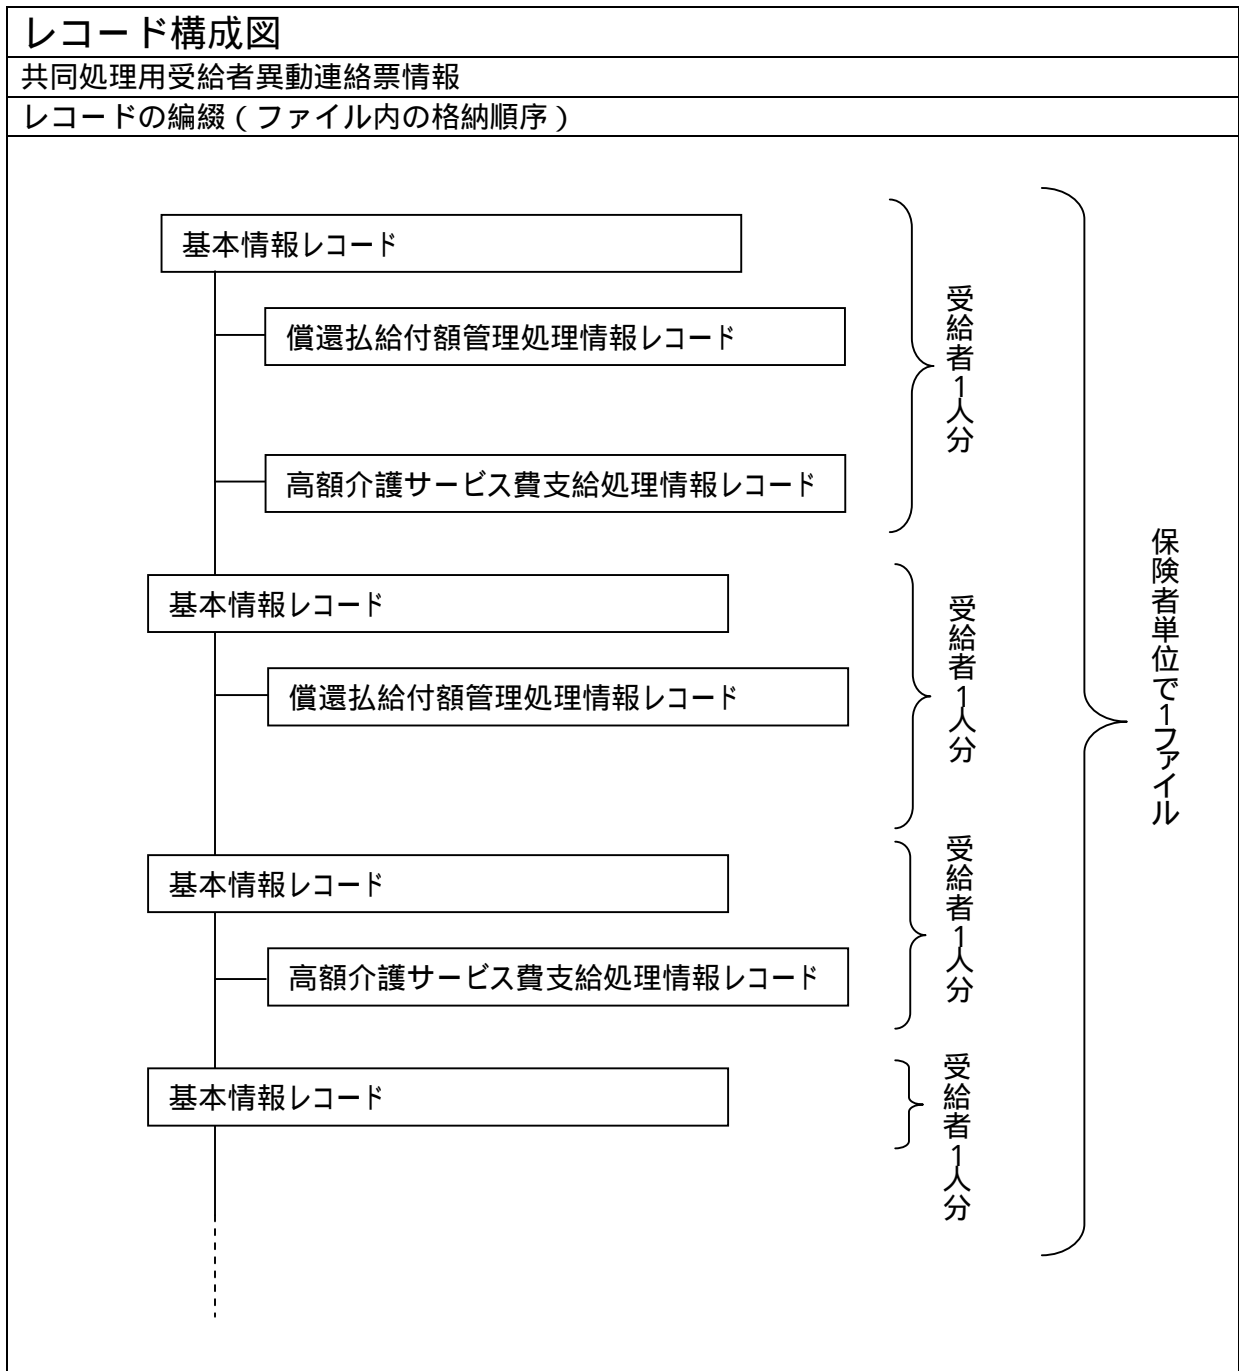 レコード構成図
共同処理用受給者異動連絡票情報
レコードの編綴(ファイル内の格納順序)
基本情報レコード
償還払給付額管理処理情報レコード
高額介護サービス費支給処理情報レコード
受給者1人分
基本情報レコード
償還払給付額管理処理情報レコード
受給者1人分
基本情報レコード
高額介護サービス費支給処理情報レコード
受給者1人分
基本情報レコード
受給者1人分
保険者単位で1ファイル